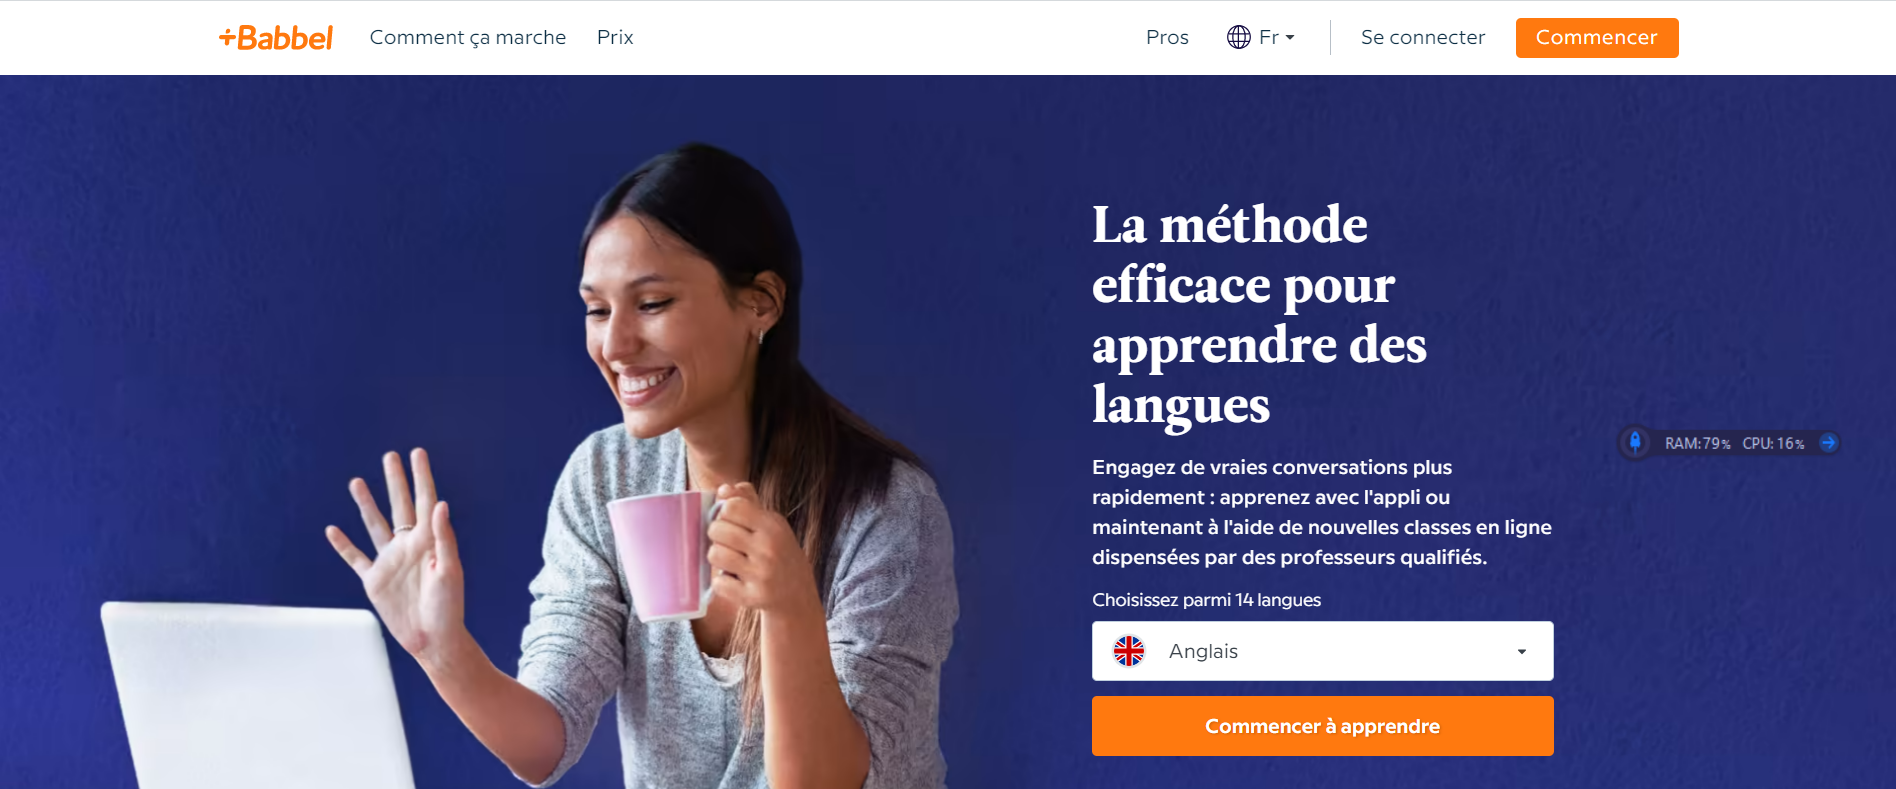 +Babbel
Comment ça marche
Prix
Pros
Fr
Se connecter
Commencer
La méthode
efficace pour
apprendre des
langues
Engagez de vraies conversations plus
rapidement : apprenez avec l'appli ou
maintenant à l'aide de nouvelles classes en ligne
dispensées par des professeurs qualifiés.
Choisissez parmi 14 langues
Anglais
Commencer à apprendre
RAM:79% CPU: 16%